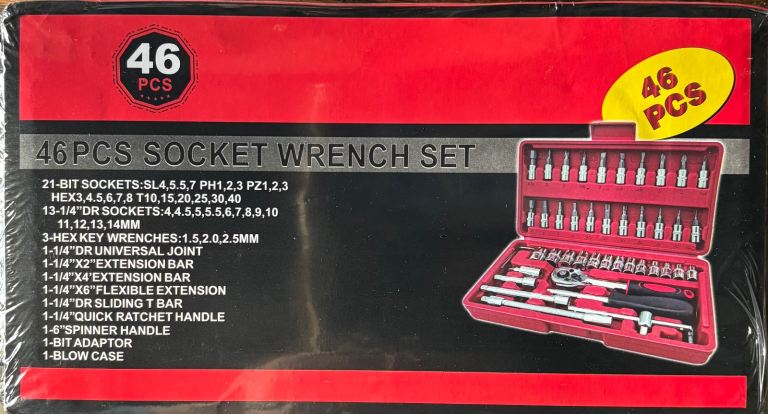 46
PCS
46
PCS
46PCS SOCKET WRENCH SET
21-BIT SOCKETS:SL4,5.5,7 PH1,2,3 PZ1,2,3
HEX3,4.5,6,7,8 T10,15,20,25,30,40
13-1/4"DR SOCKETS:4,4.5,5,5.5,6,7,8,9,10
11,12,13,14MM
3-HEX KEY WRENCHES:1.5,2.0,2.5MM
1-1/4"DR UNIVERSAL JOINT
1-1/4"X2"EXTENSION BAR
1-1/4"X4'EXTENSION BAR
1-1/4"X6"FLEXIBLE EXTENSION
1-1/4"DR SLIDING T BAR
1-1/4"QUICK RATCHET HANDLE
1-6"SPINNER HANDLE
1-BIT ADAPTOR
1-BLOW CASE